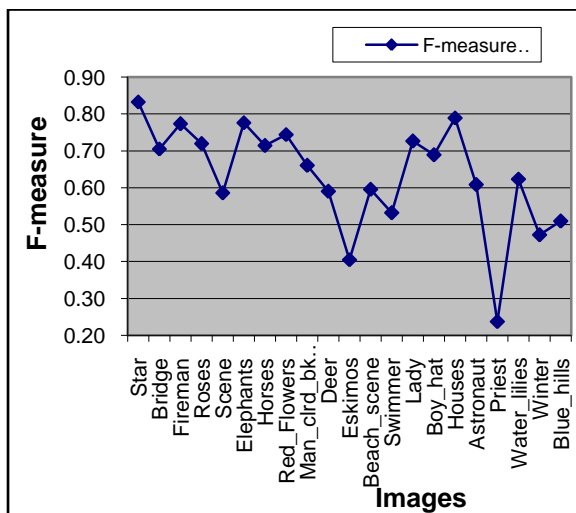 F-measure..
F-measure
0.90
0.80
0.70
0.60
0.50
0.40
0.30
0.20
Star
Bridge
Fireman
Roses
Scene
Elephants
Horses
Red_Flowers
Man_clrd_bk..
Deer
Eskimos
Beach_scene
Swimmer
Lady
Boy_hat
Houses
Astronaut
Priest
Water_lilies
Winter
Blue_hills
Images